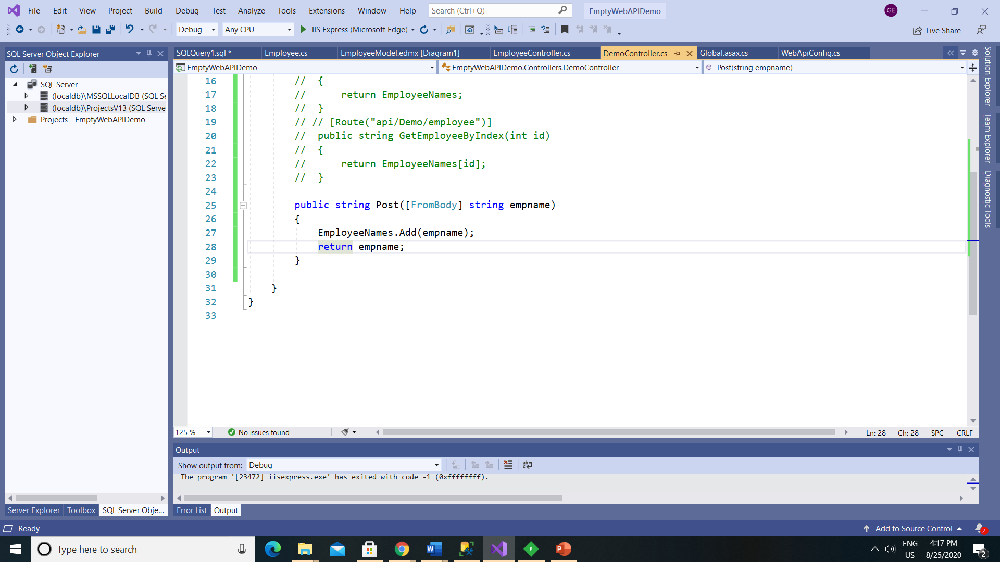 File Edit View Project Build Debug Test Analyze Tools Extensions Window Help Search (Ctrl+Q) EmptyWebAPIDemo GE
Debug Any CPU IIS Express (Microsoft Edge) Live Share
SQL Server Object Explorer
SQL Server
(localdb)\MSSQLLocalDB (SQL Se
(localdb)\ProjectsV13 (SQL Serve
Projects - EmptyWebAPIDemo
SQLQuery1.sql * Employee.cs EmployeeModel.edmx [Diagram1] EmployeeController.cs DemoController.cs Global.asax.cs WebApiConfig.cs
EmptyWebAPIDemo EmptyWebAPIDemo.Controllers.DemoController Post(string empname)
16 // {
17 // return EmployeeNames;
18 // }
19 // // [Route("api/Demo/employee")]
20 // public string GetEmployeeByIndex(int id)
21 // {
22 // return EmployeeNames[id];
23 // }
24
25 public string Post([FromBody] string empname)
26 {
27 EmployeeNames.Add(empname);
28 return empname;
29 }
30
31 }
32 }
33
125 % No issues found Ln: 28 Ch: 28 SPC CRLF
Solution Explorer
Team Explorer
Diagnostic Tools
Output
Show output from: Debug
The program '[23472] iisexpress.exe' has exited with code -1 (0xffffffff).
Server Explorer Toolbox SQL Server Obje... Error List Output
Ready Add to Source Control 2
Type here to search
ENG
US
4:17 PM
8/25/2020
2